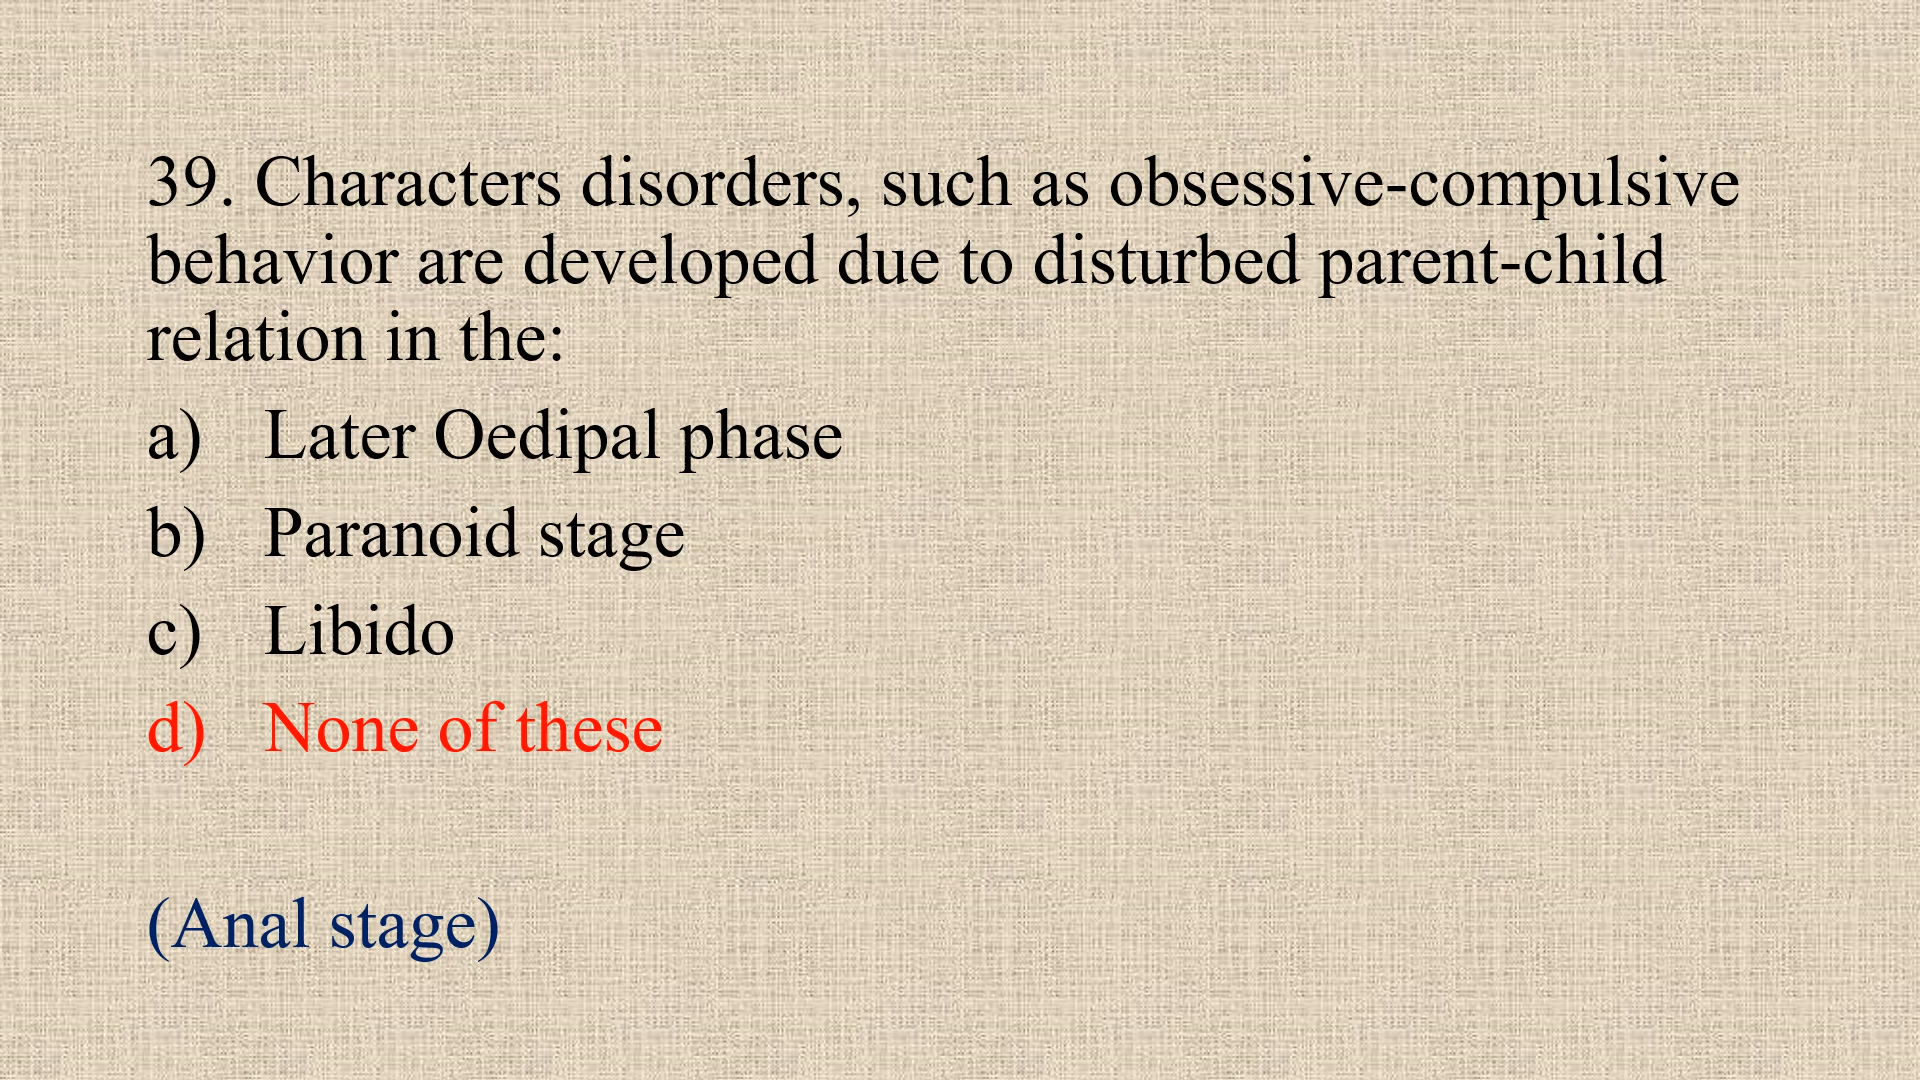 39. Characters disorders, such as obsessive-compulsive
behavior are developed due to disturbed parent-child
relation in the:
a) Later Oedipal phase
b) Paranoid stage
c) Libido
d) None of these
(Anal stage)